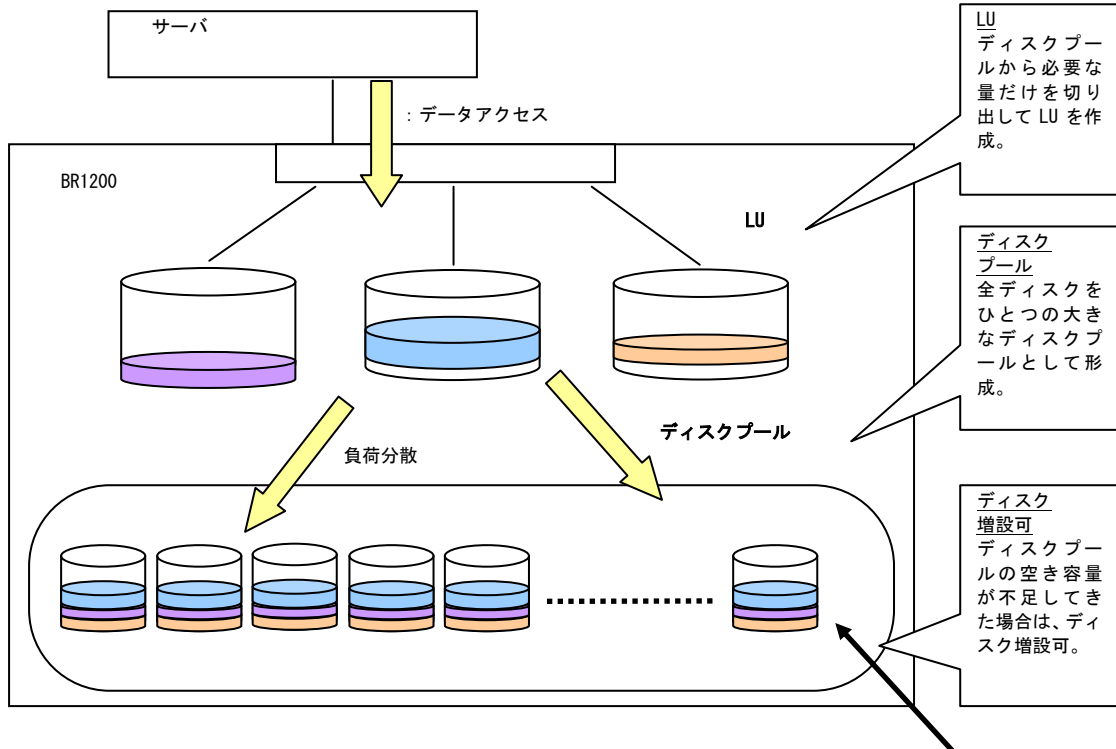 サーバ
：データアクセス
BR1200
LU
ディスクプール
負荷分散
LU
ディスクプー
ルから必要な
量だけを切り
出して LU を作
成。
ディスク
プール
全ディスクを
ひとつの大き
なディスクプ
ールとして形
成。
ディスク
増設可
ディスクプー
ルの空き容量
が不足してき
た場合は、ディ
スク増設可。